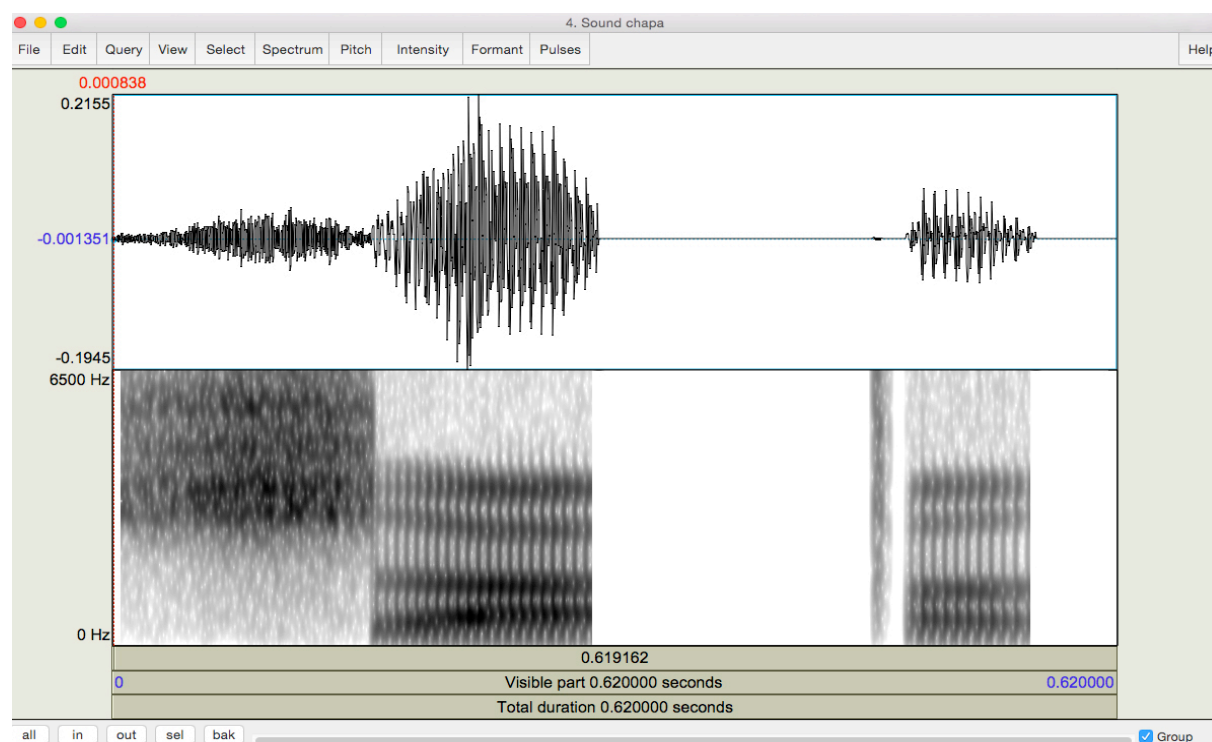 4. Sound chapa
File Edit Query View Select Spectrum Pitch Intensity Formant Pulses Help
0.000838
0.2155
-0.001351
-0.1945
6500 Hz
0 Hz
0.619162
0 Visible part 0.620000 seconds 0.620000
Total duration 0.620000 seconds
all in out sel bak Group